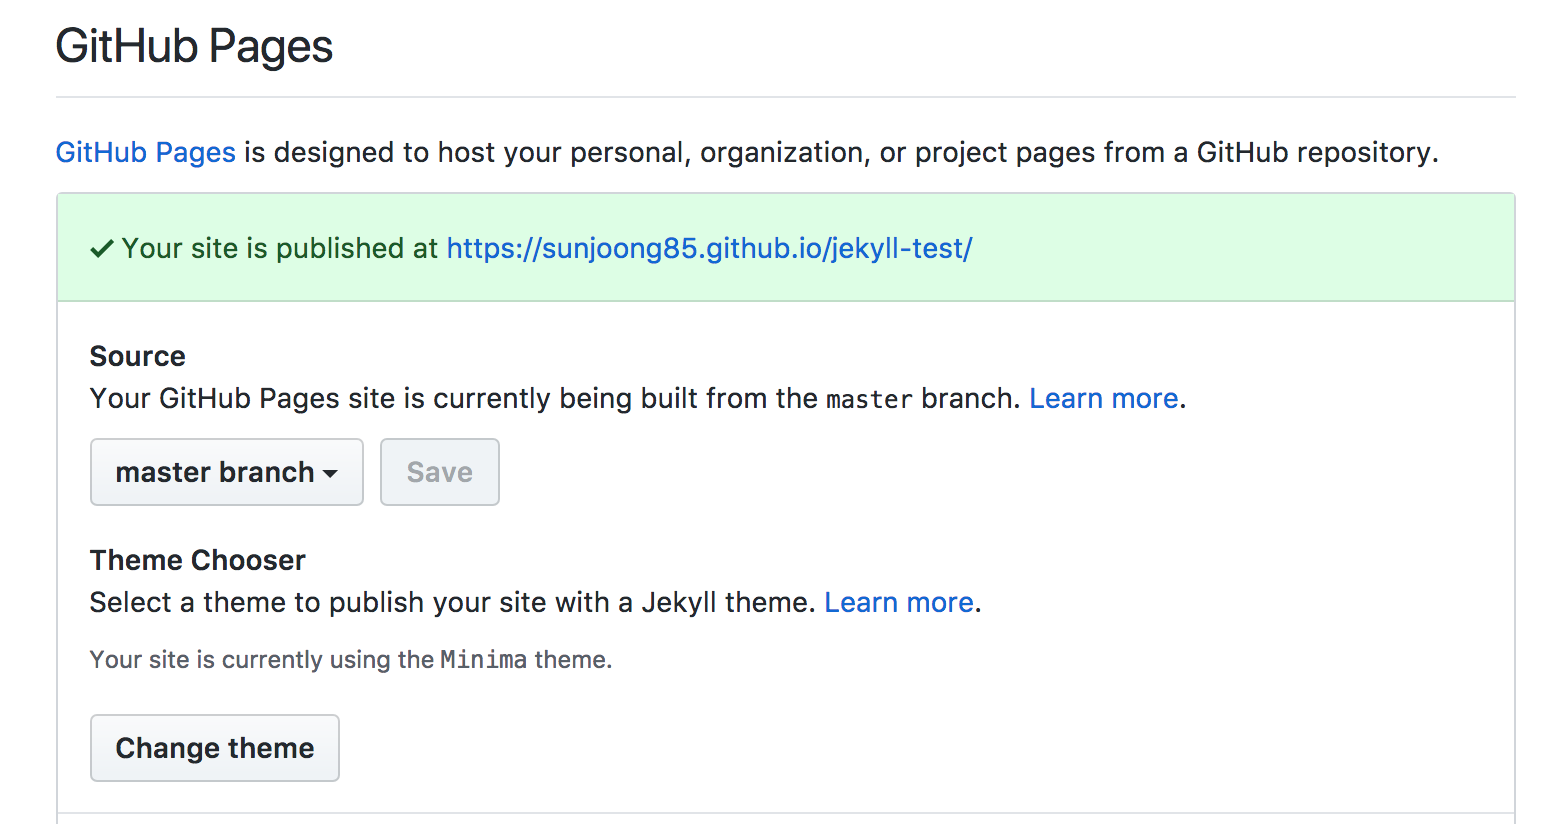 GitHub Pages
GitHub Pages is designed to host your personal, organization, or project pages from a GitHub repository.
Your site is published at https://sunjoong85.github.io/jekyll-test/
Source
Your GitHub Pages site is currently being built from the master branch. Learn more.
master branch
Save
Theme Chooser
Select a theme to publish your site with a Jekyll theme. Learn more.
Your site is currently using the Minima theme.
Change theme